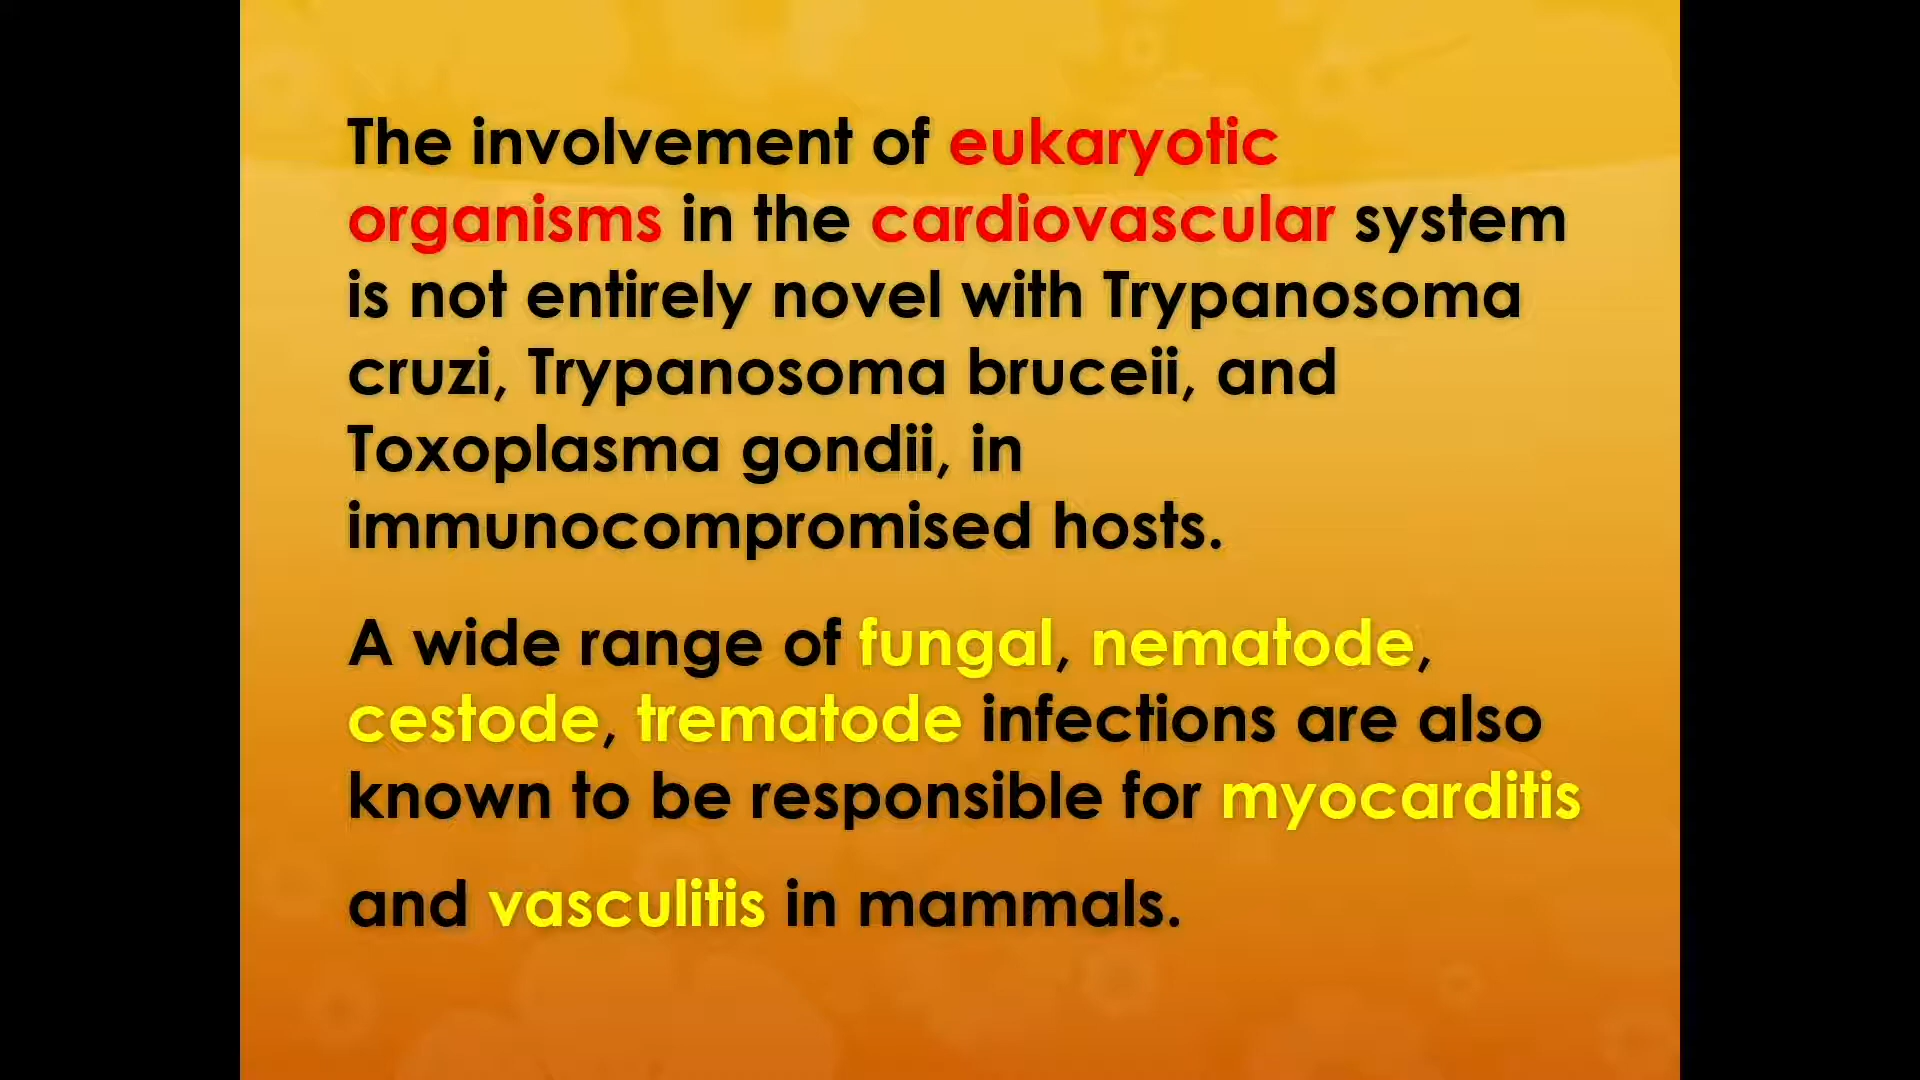 The involvement of eukaryotic
organisms in the cardiovascular system
is not entirely novel with Trypanosoma
cruzi, Trypanosoma bruceii, and
Toxoplasma gondii, in
immunocompromised hosts.
A wide range of fungal, nematode,
cestode, trematode infections are also
known to be responsible for myocarditis
and vasculitis in mammals.